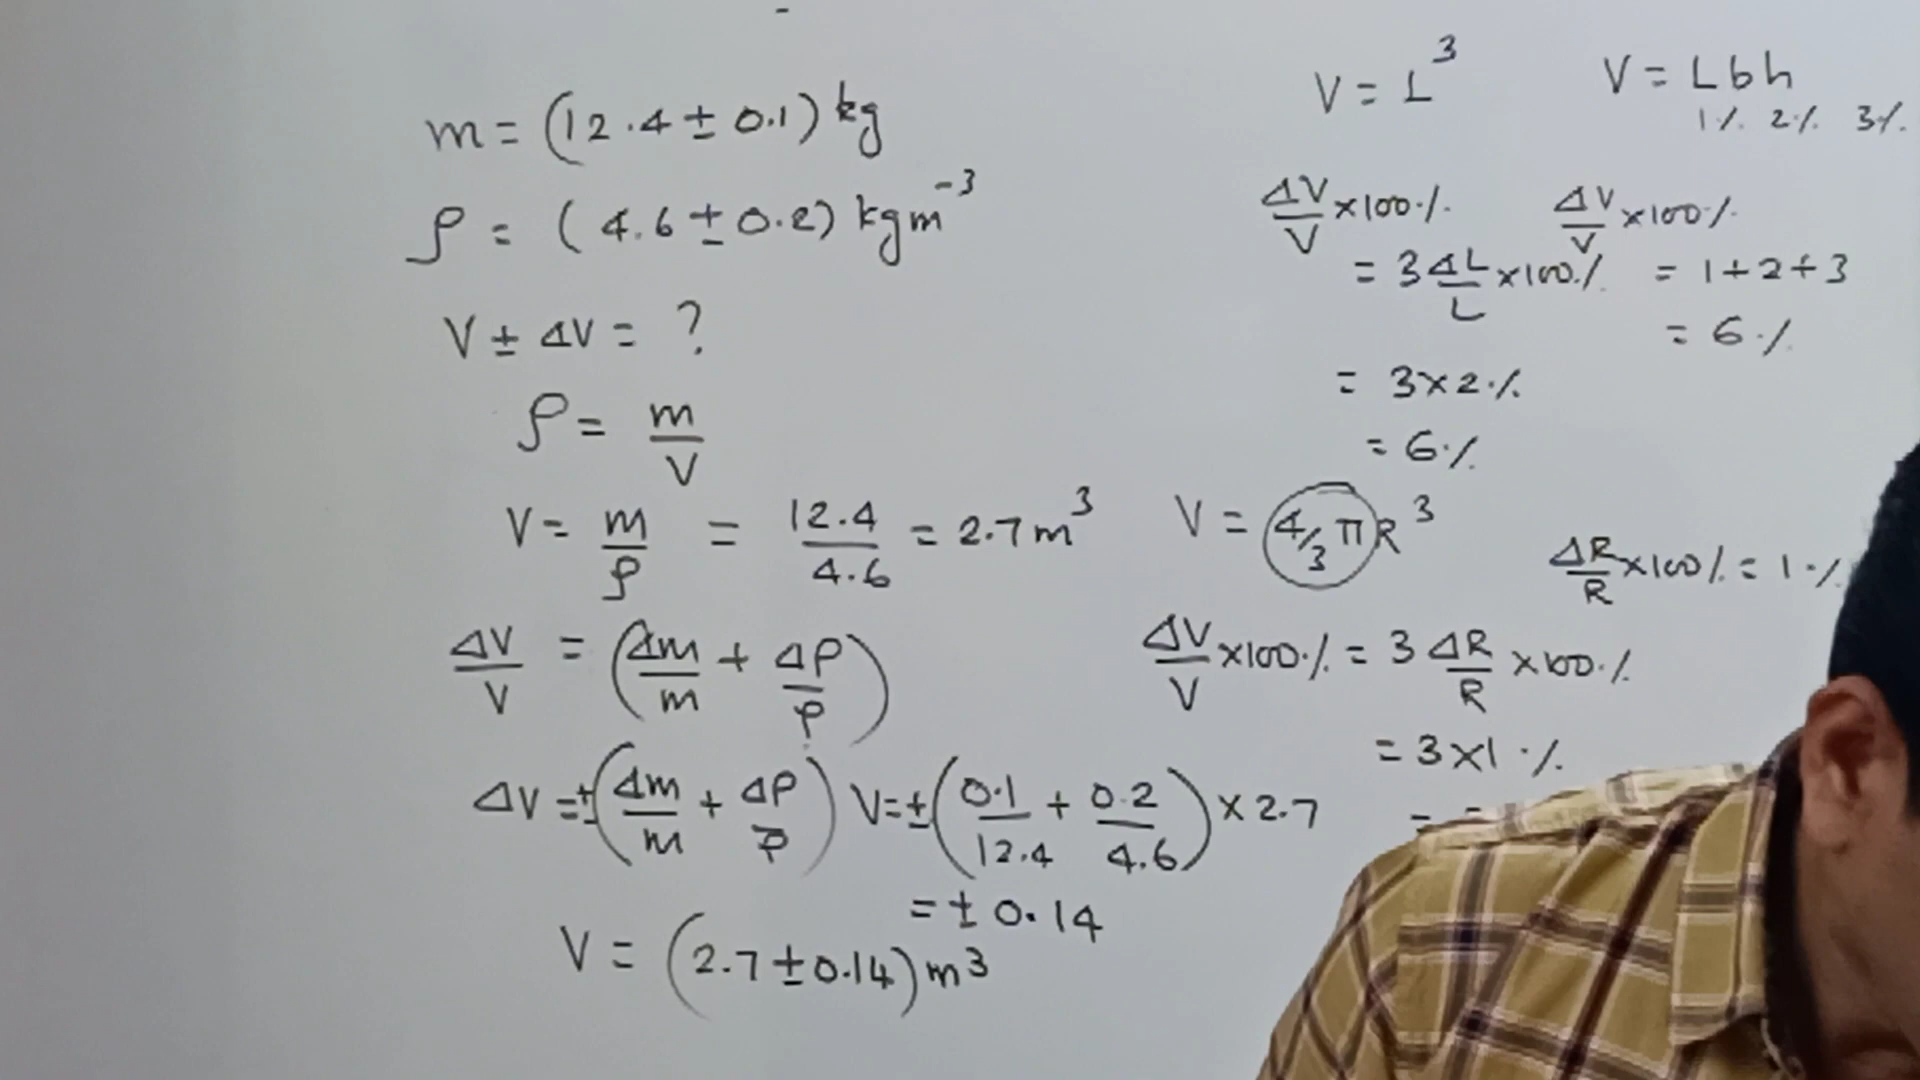 m = (12.4 ± 0.1) kg
ρ = (4.6 ± 0.2) kgm⁻³
V ± ΔV = ?
ρ = m/V
V = m/ρ = 12.4/4.6 = 2.7 m³
ΔV/V = (Δm/m + Δρ/ρ)
ΔV = ±(Δm/m + Δρ/ρ) V = ±(0.1/12.4 + 0.2/4.6) × 2.7
= ± 0.14
V = (2.7 ± 0.14) m³
V = L³
ΔV/V ×100%
= 3 ΔL/L ×100%
= 3×2%
= 6%
V = Lbh
1% 2% 3%
ΔV/V ×100%
= 1+2+3
= 6%
V = 4/3 π R³
ΔR/R ×100% = 1%
ΔV/V ×100% = 3 ΔR/R ×100%
= 3×1%
=